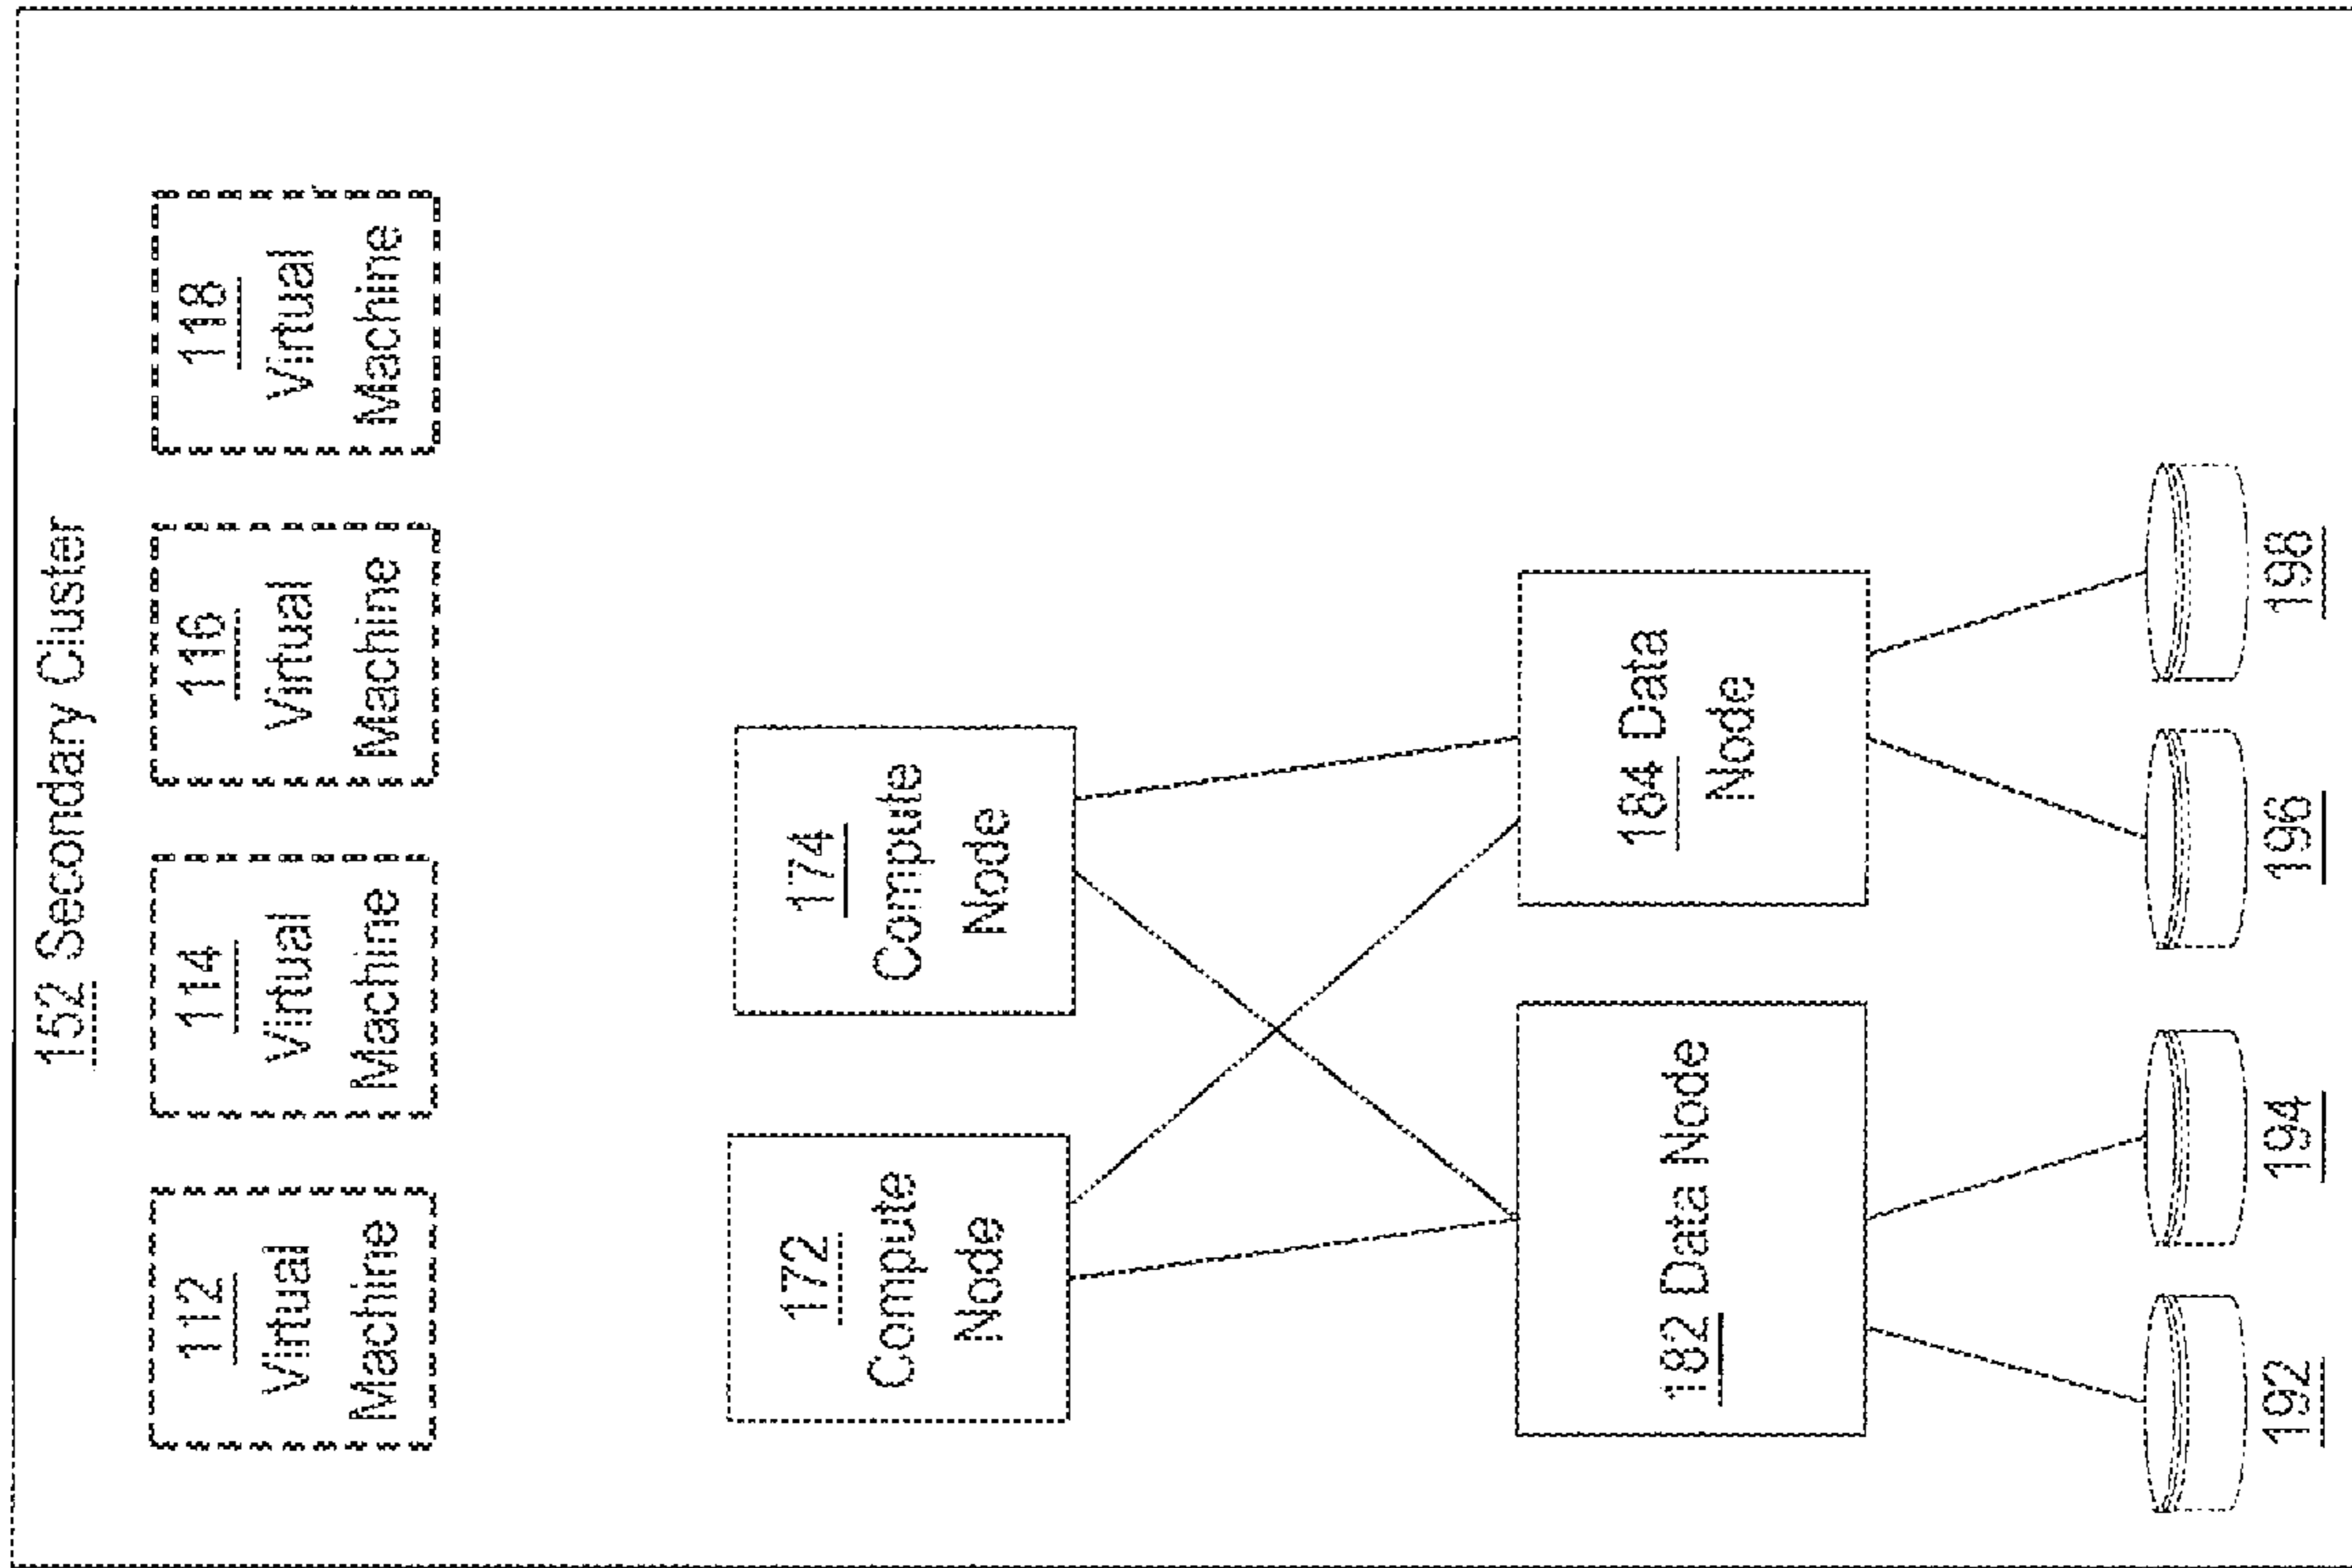 152 Secondary Cluster
112
Virtual
Machine
114
Virtual
Machine
116
Virtual
Machine
118
Virtual
Machine
172
Compute
Node
174
Compute
Node
182 Data Node
184 Data
Node
192
194
196
198